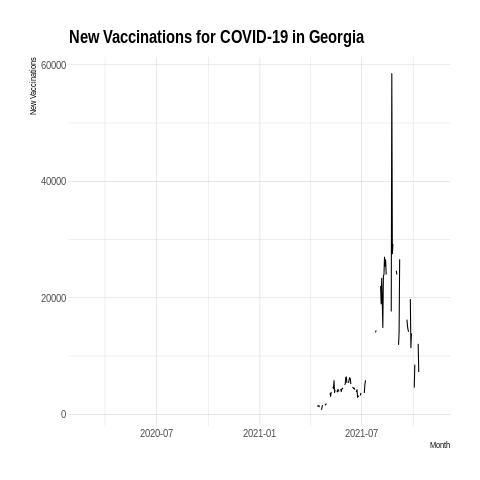 New Vaccinations for COVID-19 in Georgia
New Vaccinations
60000
40000
20000
0
2020-07
2021-01
2021-07
Month